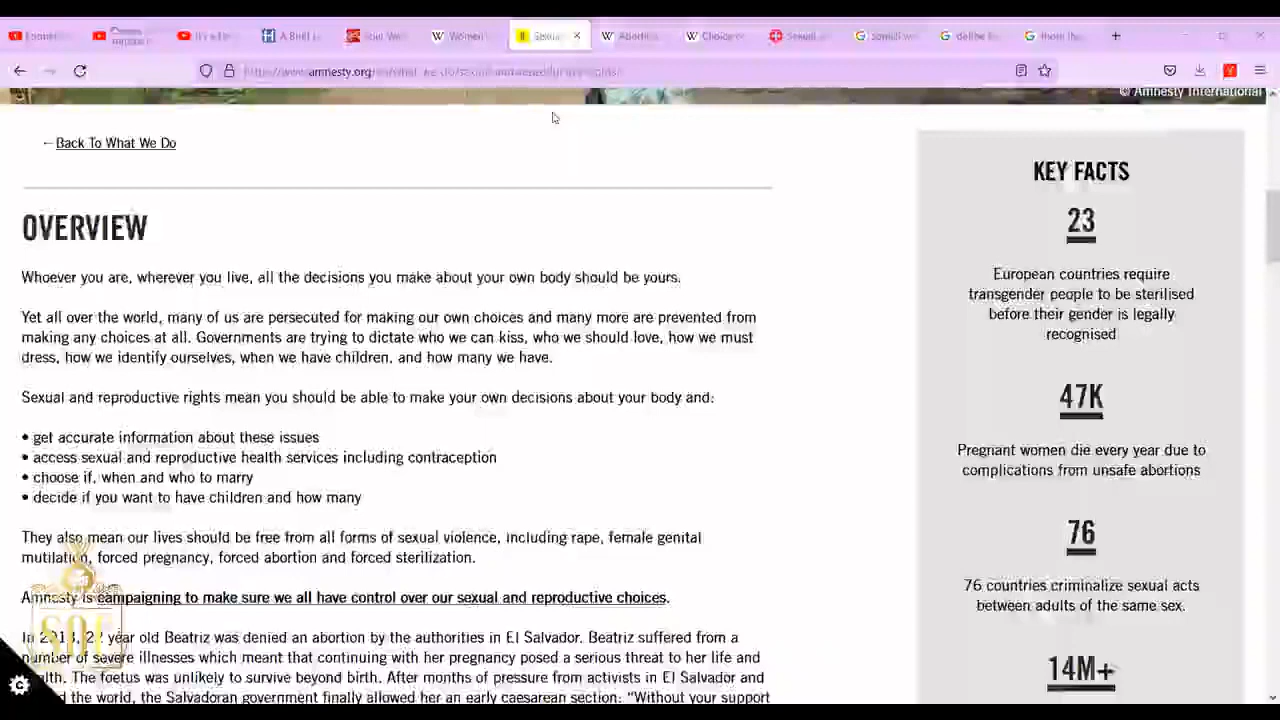 A Brief
Women
Sexua
Abortio
Choice
Sexual
define
from the
amnesty.org
© Amnesty International
←Back To What We Do
OVERVIEW
Whoever you are, wherever you live, all the decisions you make about your own body should be yours.
Yet all over the world, many of us are persecuted for making our own choices and many more are prevented from
making any choices at all. Governments are trying to dictate who we can kiss, who we should love, how we must
dress, how we identify ourselves, when we have children, and how many we have.
Sexual and reproductive rights mean you should be able to make your own decisions about your body and:
• get accurate information about these issues
• access sexual and reproductive health services including contraception
• choose if, when and who to marry
• decide if you want to have children and how many
They also mean our lives should be free from all forms of sexual violence, including rape, female genital
mutilation, forced pregnancy, forced abortion and forced sterilization.
Amnesty is campaigning to make sure we all have control over our sexual and reproductive choices.
In year old Beatriz was denied an abortion by the authorities in El Salvador. Beatriz suffered from a
number of severe illnesses which meant that continuing with her pregnancy posed a serious threat to her life and
The foetus was unlikely to survive beyond birth. After months of pressure from activists in El Salvador and
the world, the Salvadoran government finally allowed her an early caesarean section: “Without your support
SOF
KEY FACTS
23
European countries require
transgender people to be sterilised
before their gender is legally
recognised
47K
Pregnant women die every year due to
complications from unsafe abortions
76
76 countries criminalize sexual acts
between adults of the same sex.
14M+